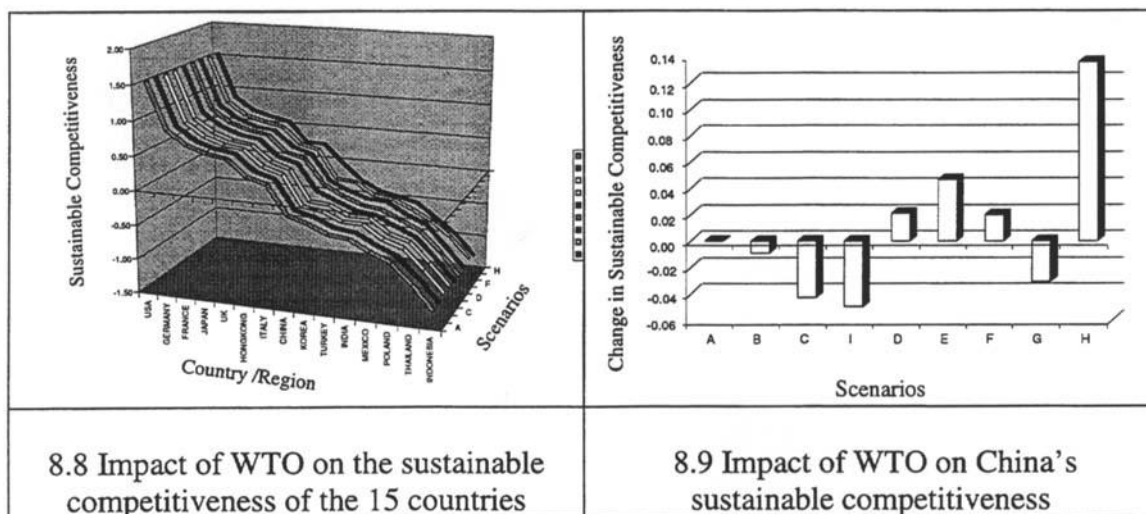 Sustainable Competitiveness
2.00
1.50
1.00
0.50
0.00
-0.50
-1.00
-1.50
USA
GERMANY
FRANCE
JAPAN
UK
HONGKONG
ITALY
CHINA
KOREA
TURKEY
INDIA
MEXICO
POLAND
THAILAND
INDONESIA
Country /Region
A
C
D
F
H
Scenarios
8.8 Impact of WTO on the sustainable
competitiveness of the 15 countries
Change in Sustainable Competitiveness
0.14
0.12
0.10
0.08
0.06
0.04
0.02
0.00
-0.02
-0.04
-0.06
A B C I D E F G H
Scenarios
8.9 Impact of WTO on China's
sustainable competitiveness